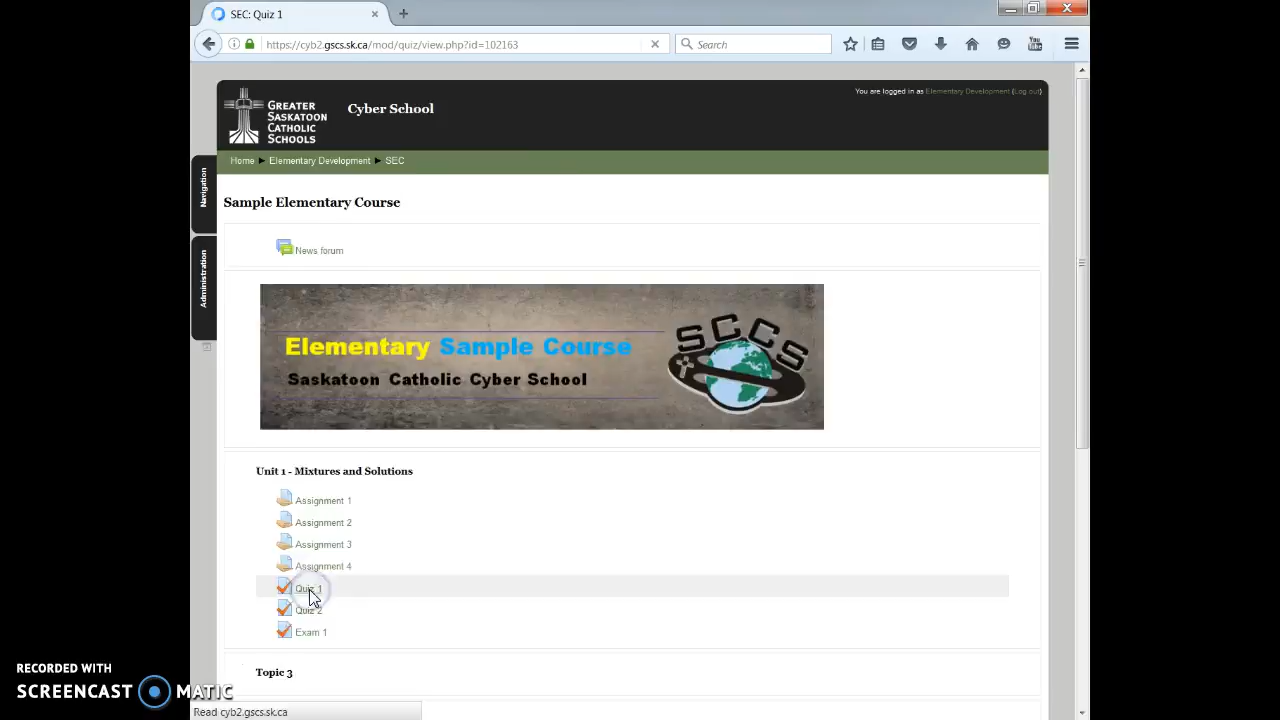 SEC: Quiz 1
https://cyb2.gscs.sk.ca/mod/quiz/view.php?id=102163
Search
You
Tube
You are logged in as Elementary Development (Log out)
GREATER
SASKATOON
CATHOLIC
SCHOOLS
Cyber School
Home ► Elementary Development ► SEC
Navigation
Administration
Sample Elementary Course
News forum
Elementary Sample Course
Saskatoon Catholic Cyber School
SCCS
Unit 1 - Mixtures and Solutions
Assignment 1
Assignment 2
Assignment 3
Assignment 4
Quiz 1
Quiz 2
Exam 1
Topic 3
RECORDED WITH
SCREENCAST MATIC
Read cyb2.gscs.sk.ca